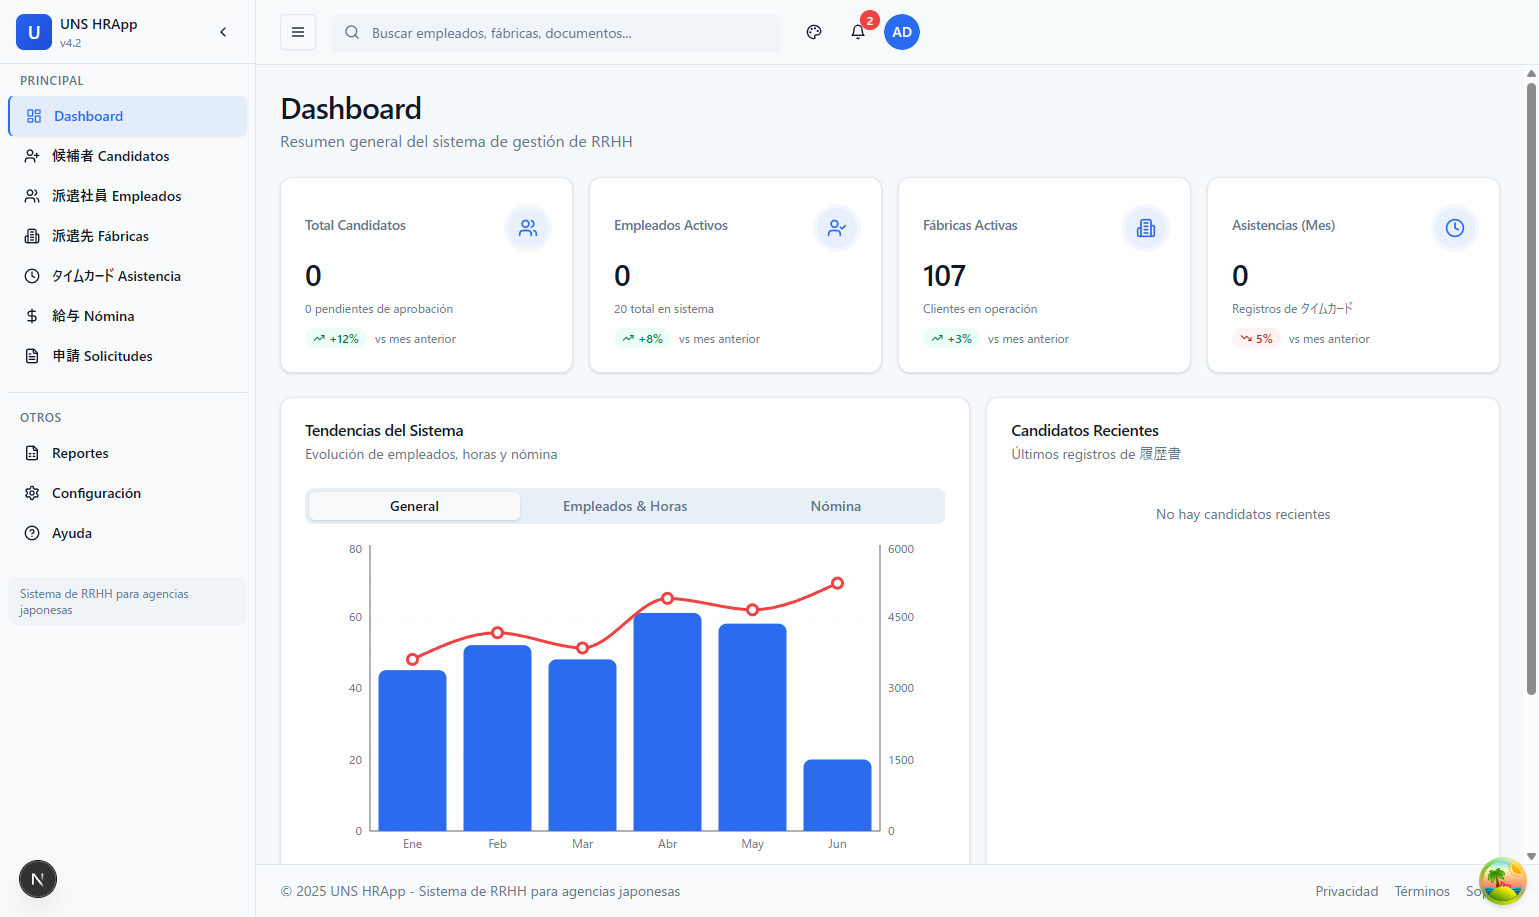 U
UNS HRApp
v4.2
Buscar empleados, fábricas, documentos...
2
AD
PRINCIPAL
Dashboard
候補者 Candidatos
派遣社員 Empleados
派遣先 Fábricas
タイムカード Asistencia
給与 Nómina
申請 Solicitudes
OTROS
Reportes
Configuración
Ayuda
Sistema de RRHH para agencias
japonesas
N
Dashboard
Resumen general del sistema de gestión de RRHH
Total Candidatos
0
0 pendientes de aprobación
+12% vs mes anterior
Empleados Activos
0
20 total en sistema
+8% vs mes anterior
Fábricas Activas
107
Clientes en operación
+3% vs mes anterior
Asistencias (Mes)
0
Registros de タイムカード
5% vs mes anterior
Tendencias del Sistema
Evolución de empleados, horas y nómina
General Empleados & Horas Nómina
80 6000
60 4500
40 3000
20 1500
0 0
Ene Feb Mar Abr May Jun
Candidatos Recientes
Últimos registros de 履歴書
No hay candidatos recientes
© 2025 UNS HRApp - Sistema de RRHH para agencias japonesas
Privacidad Términos